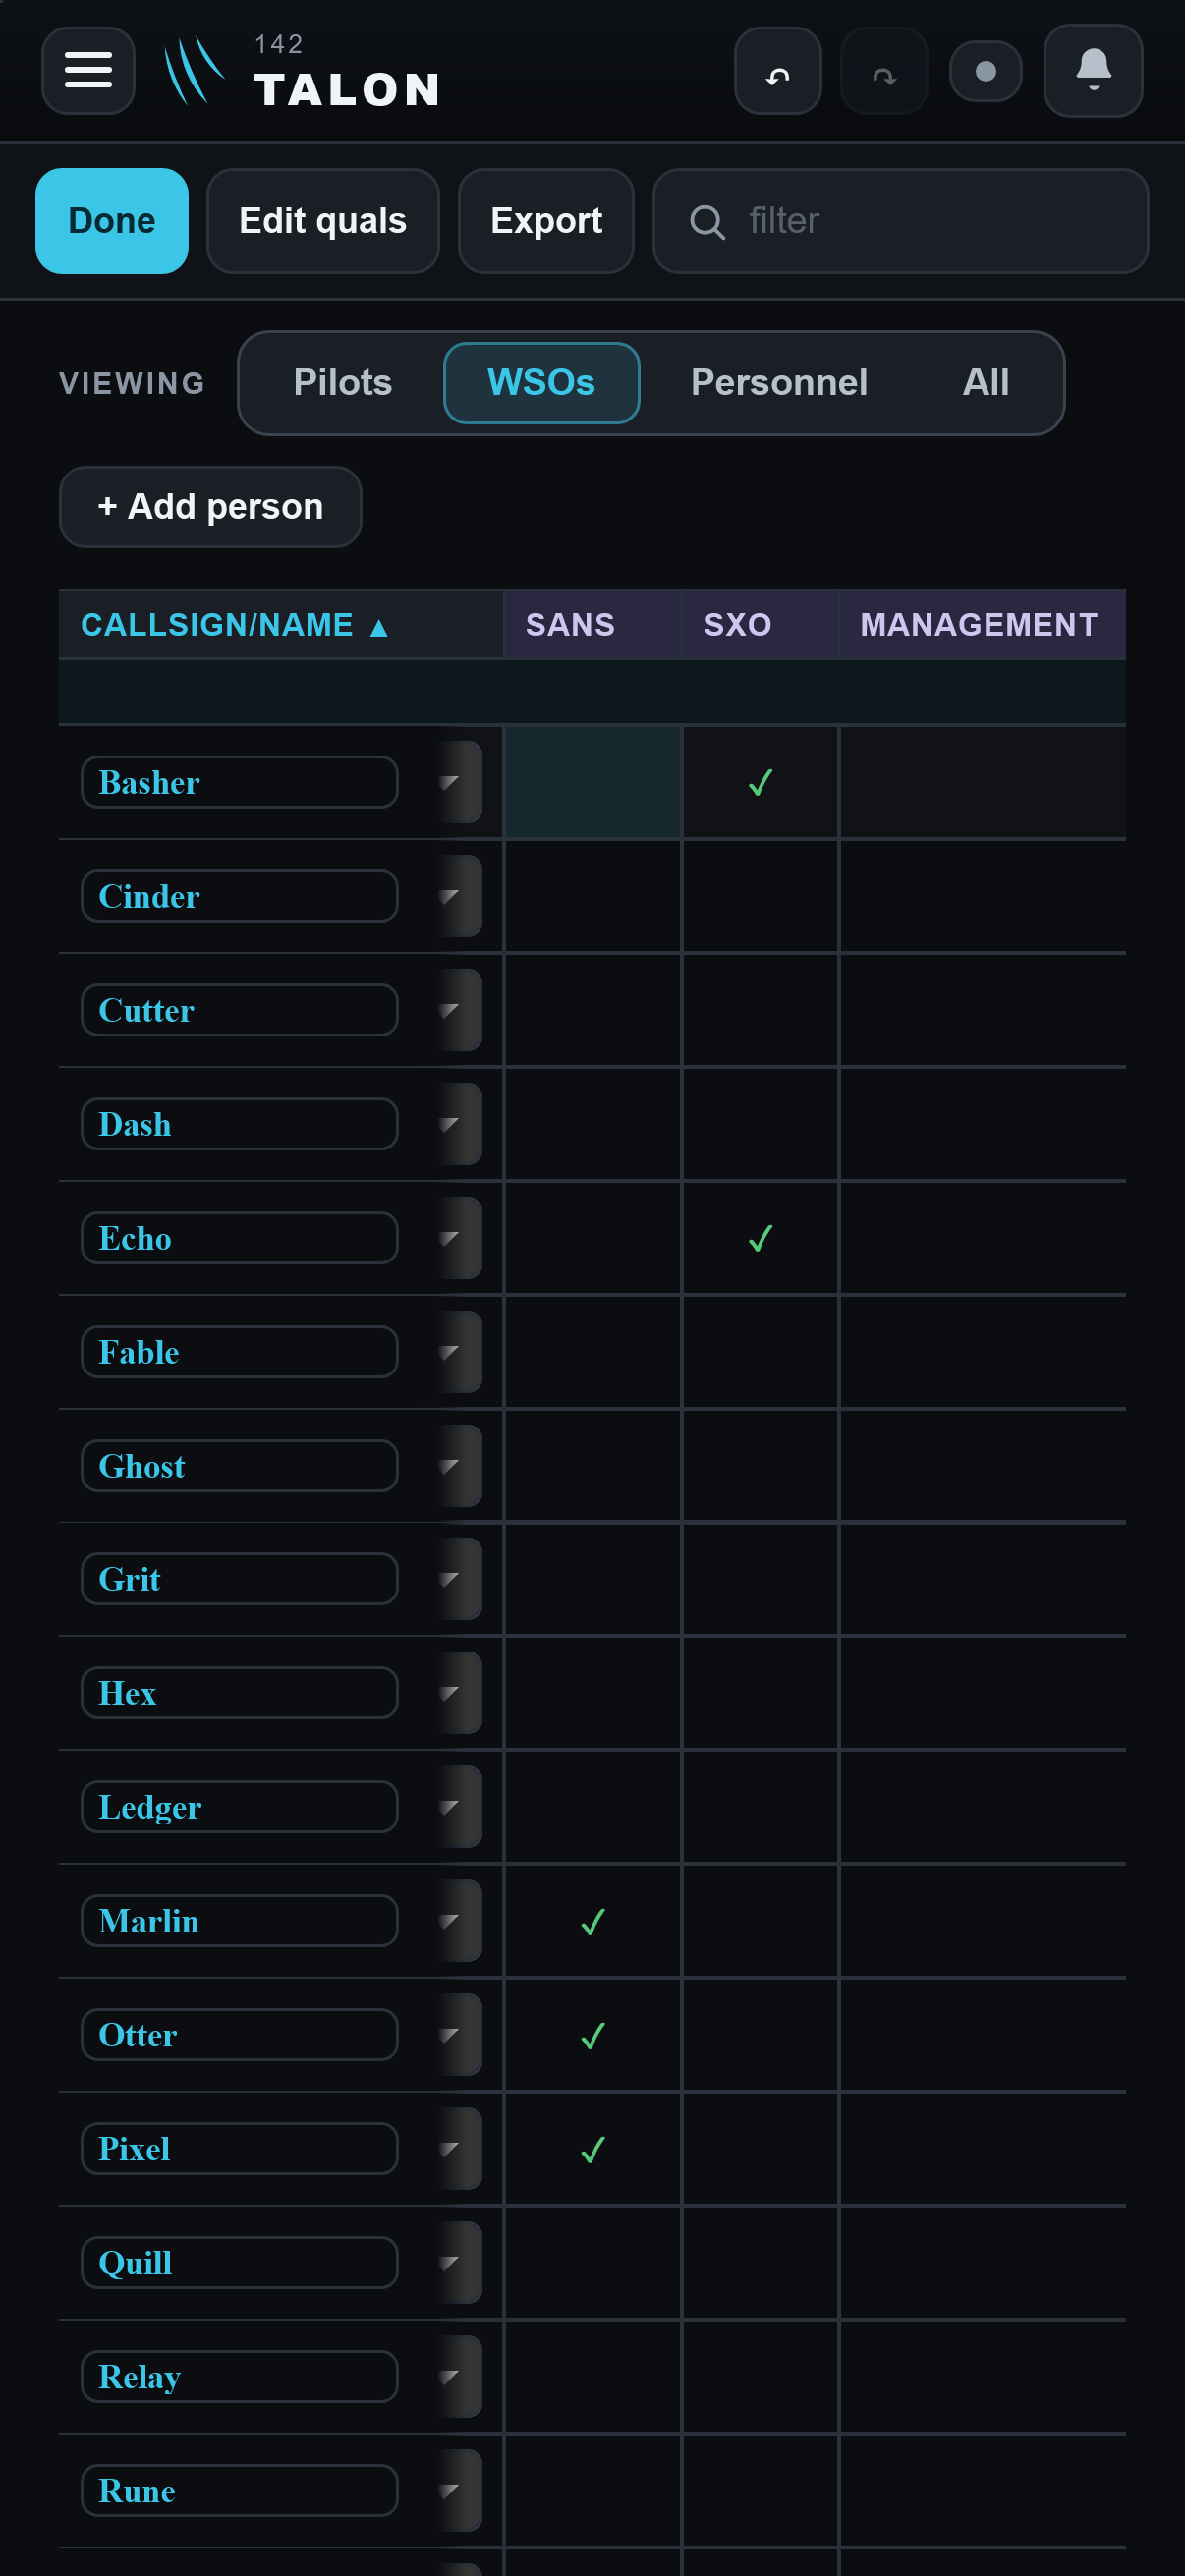 142
TALON
Done Edit quals Export filter
VIEWING Pilots WSOs Personnel All
+ Add person
CALLSIGN/NAME ▲ SANS SXO MANAGEMENT
Basher ✓
Cinder
Cutter
Dash
Echo ✓
Fable
Ghost
Grit
Hex
Ledger
Marlin ✓
Otter ✓
Pixel ✓
Quill
Relay
Rune